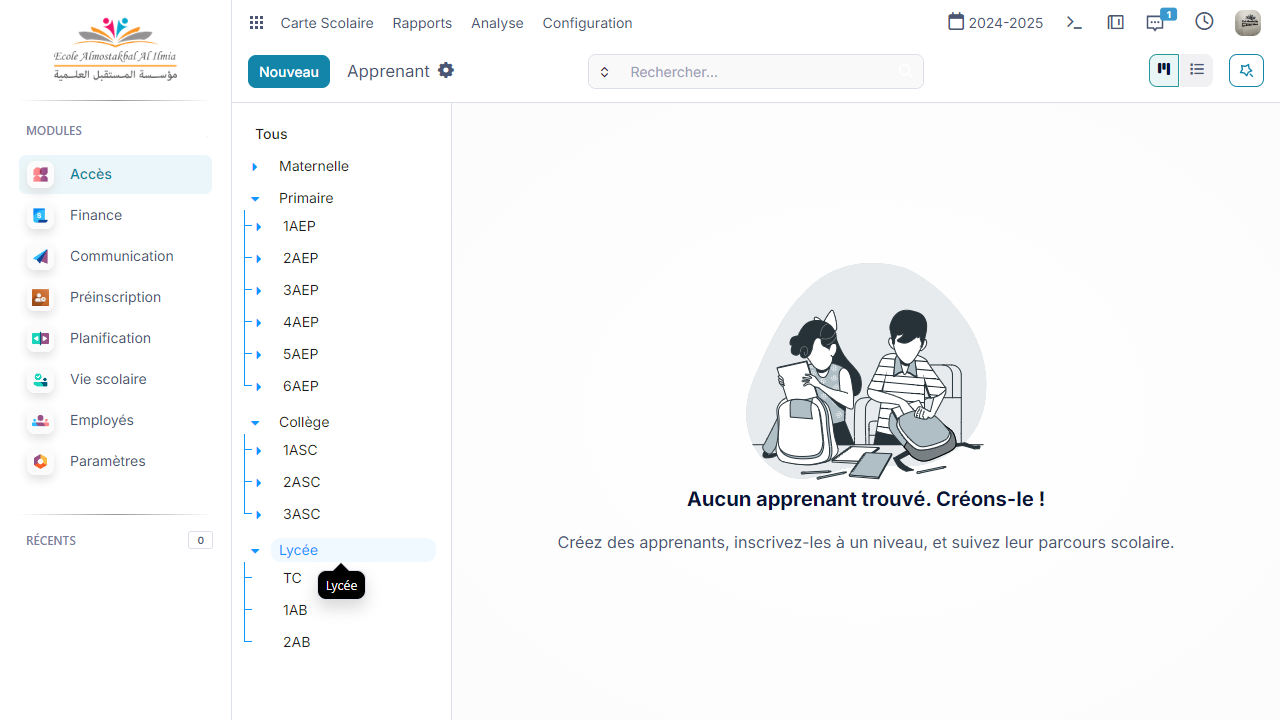 Ecole Almostakbal Al Ilmia
مؤسسة المستقبل العلمية
MODULES
Accès
Finance
Communication
Préinscription
Planification
Vie scolaire
Employés
Paramètres
RÉCENTS
0
Carte Scolaire
Rapports
Analyse
Configuration
2024-2025
1
Nouveau
Apprenant
Rechercher...
Tous
Maternelle
Primaire
1AEP
2AEP
3AEP
4AEP
5AEP
6AEP
Collège
1ASC
2ASC
3ASC
Lycée
TC
Lycée
1AB
2AB
Aucun apprenant trouvé. Créons-le !
Créez des apprenants, inscrivez-les à un niveau, et suivez leur parcours scolaire.